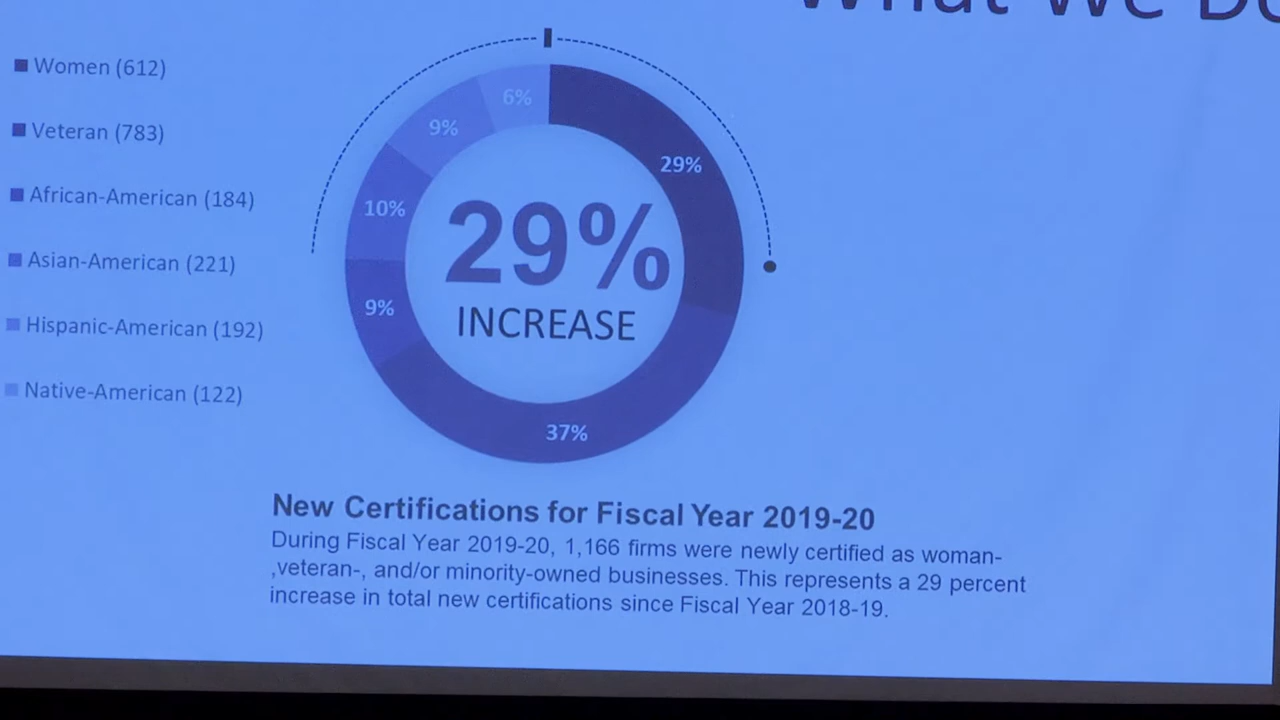 What We Do
Women (612)
Veteran (783)
African-American (184)
Asian-American (221)
Hispanic-American (192)
Native-American (122)
6%
9%
29%
10%
9%
37%
29%
INCREASE
New Certifications for Fiscal Year 2019-20
During Fiscal Year 2019-20, 1,166 firms were newly certified as woman-
,veteran-, and/or minority-owned businesses. This represents a 29 percent
increase in total new certifications since Fiscal Year 2018-19.